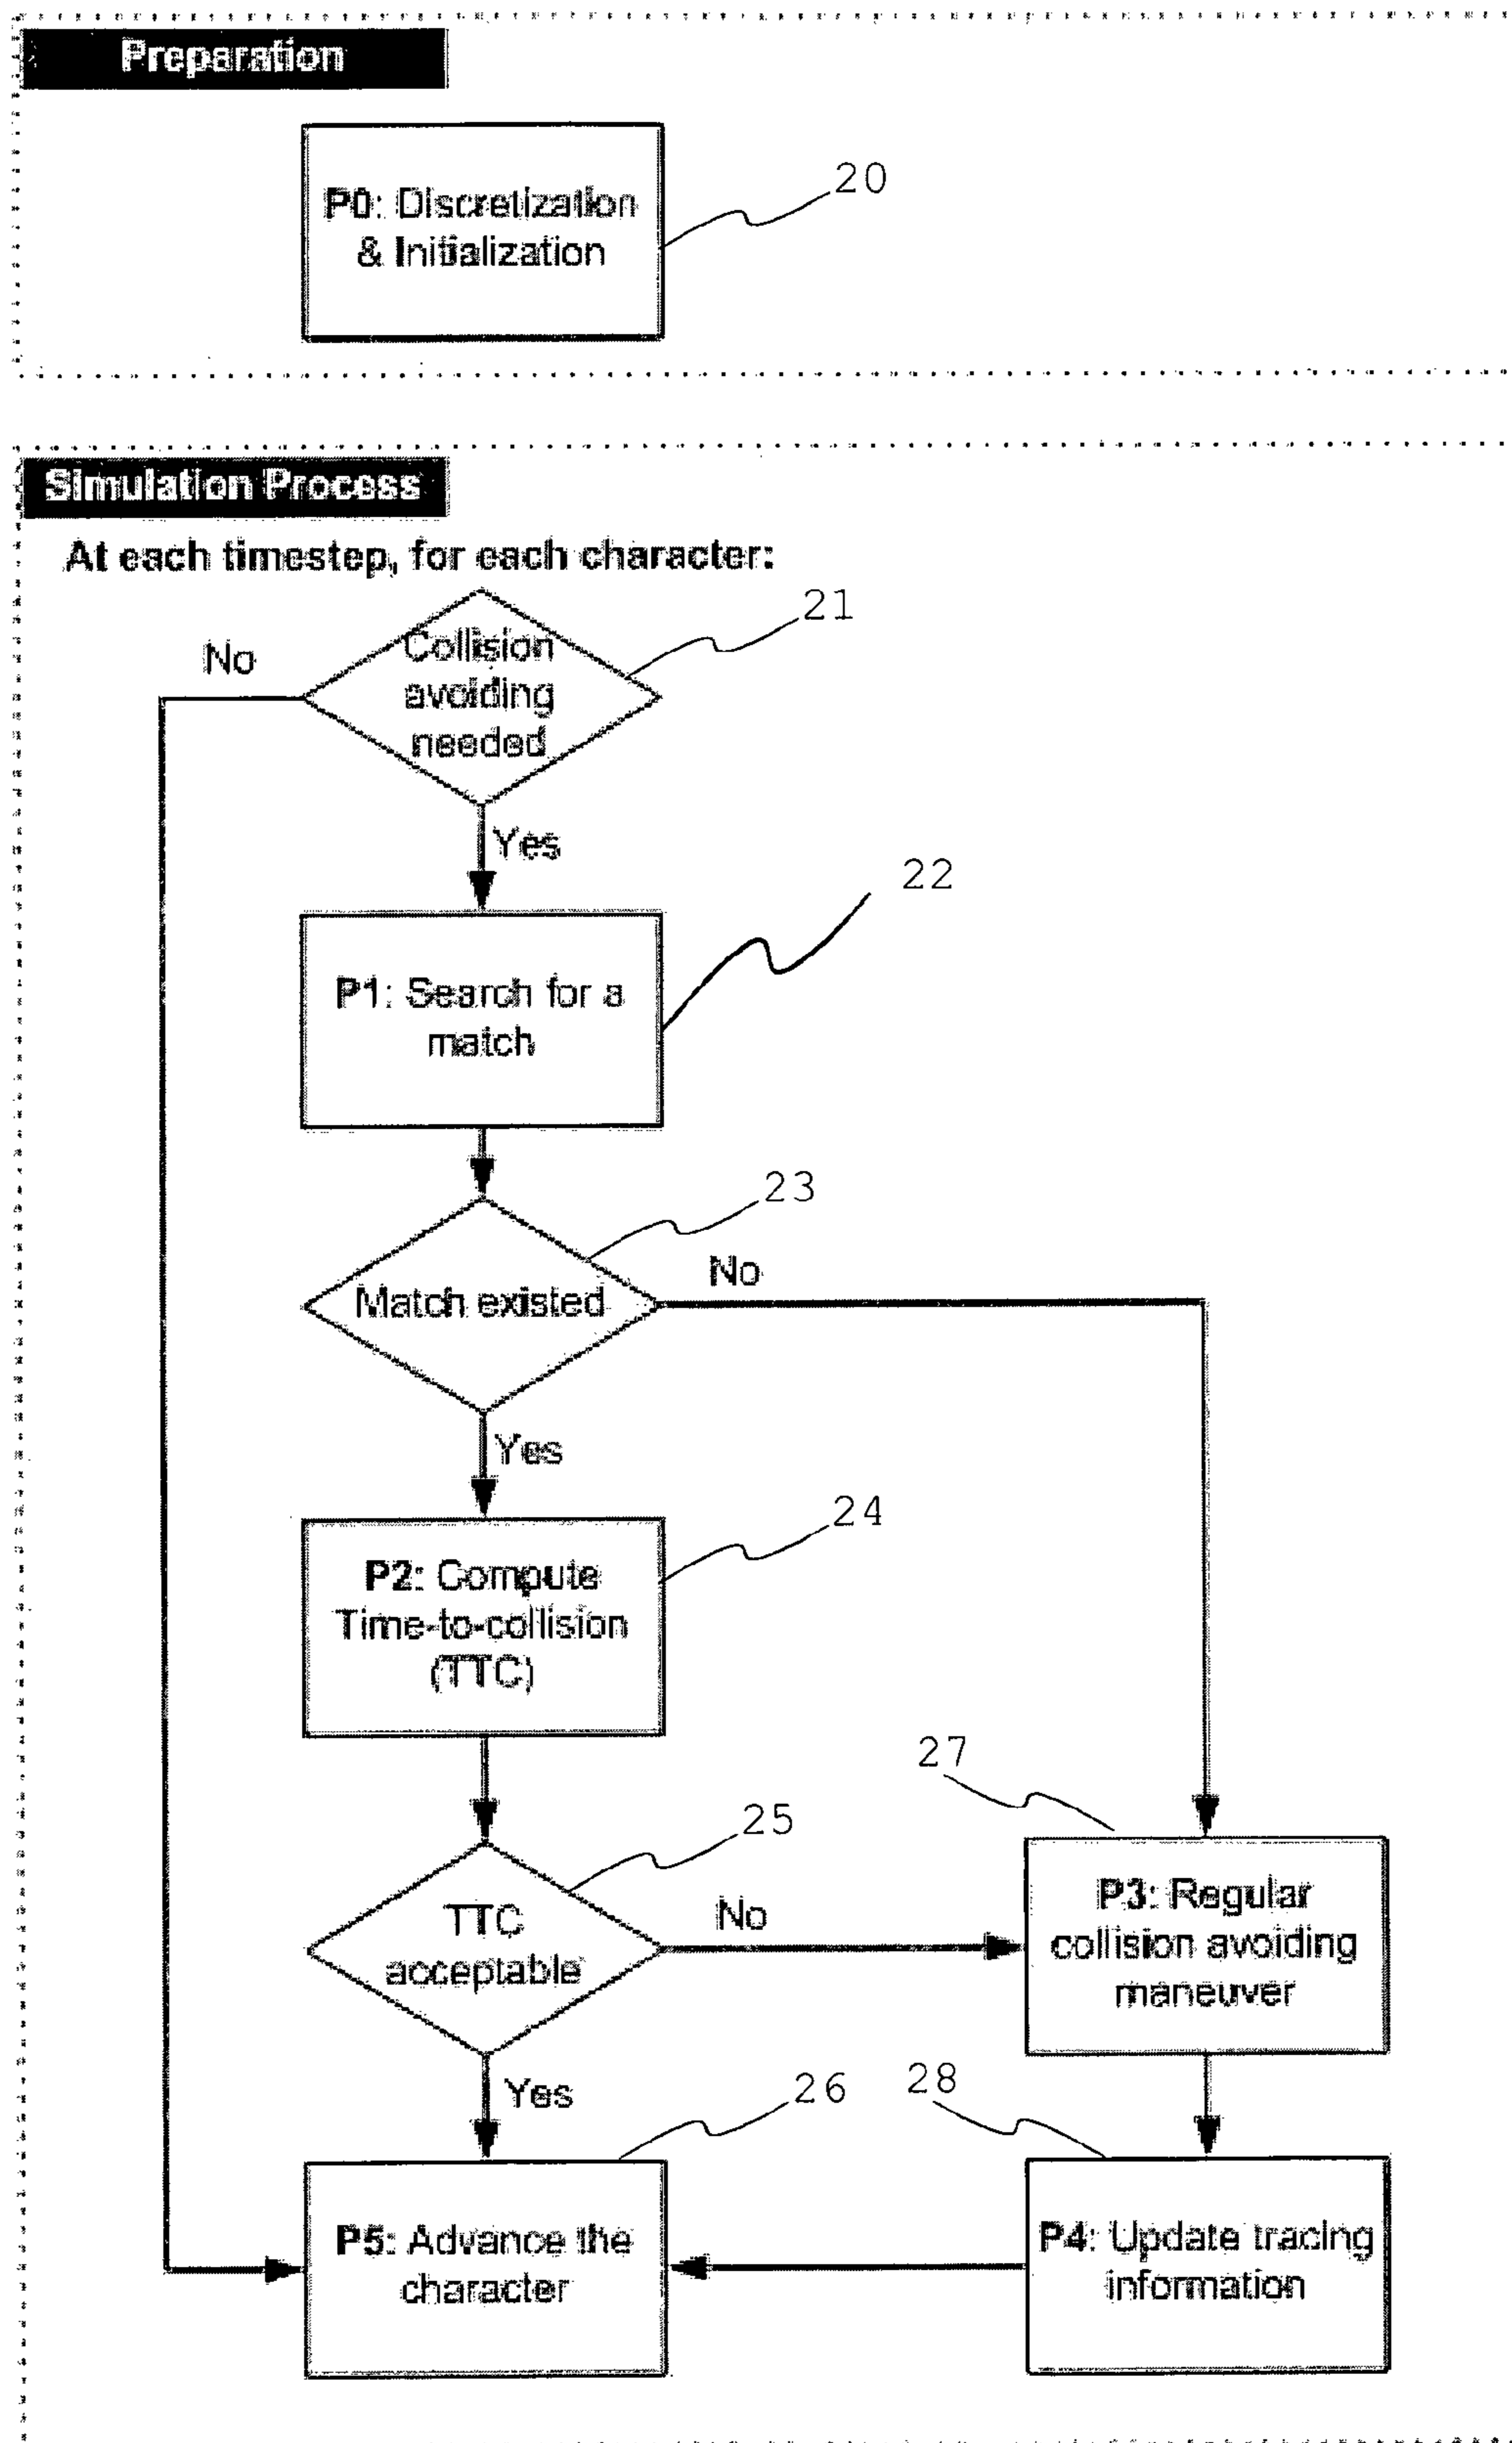 Preparation
P0: Discretization
& Initialization
20
Simulation Process
At each timestep, for each character:
21
No
Collision
avoiding
needed
Yes
22
P1: Search for a
match
23
No
Match existed
Yes
24
P2: Compute
Time-to-collision
(TTC)
27
25
No
TTC
acceptable
P3: Regular
collision avoiding
maneuver
Yes
26
28
P5: Advance the
character
P4: Update tracing
information